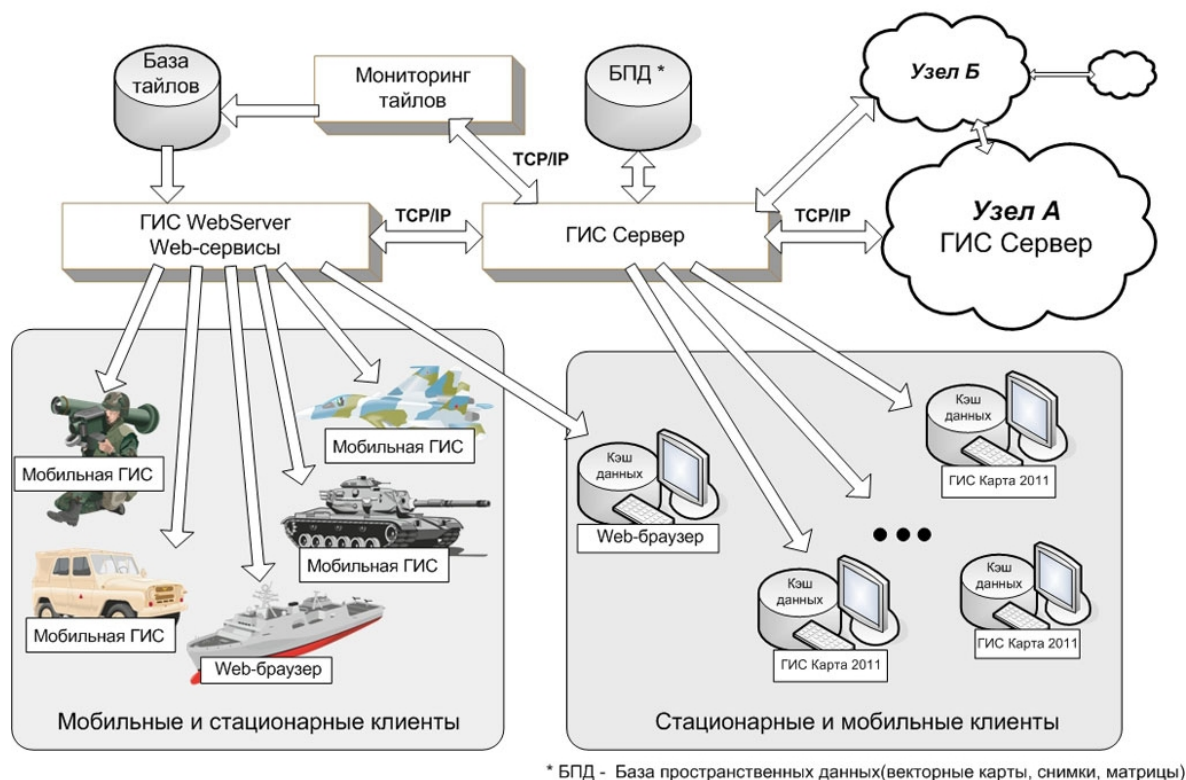 База
тайлов
Мониторинг
тайлов
БПД *
Узел Б
TCP/IP
ГИС WebServer
Web-сервисы
TCP/IP
ГИС Сервер
TCP/IP
Узел А
ГИС Сервер
Мобильная ГИС
Мобильная ГИС
Мобильная ГИС
Мобильная ГИС
Web-браузер
Мобильные и стационарные клиенты
Кэш
данных
Web-браузер
Кэш
данных
ГИС Карта 2011
Кэш
данных
ГИС Карта 2011
Кэш
данных
ГИС Карта 2011
Стационарные и мобильные клиенты
* БПД - База пространственных данных(векторные карты, снимки, матрицы)